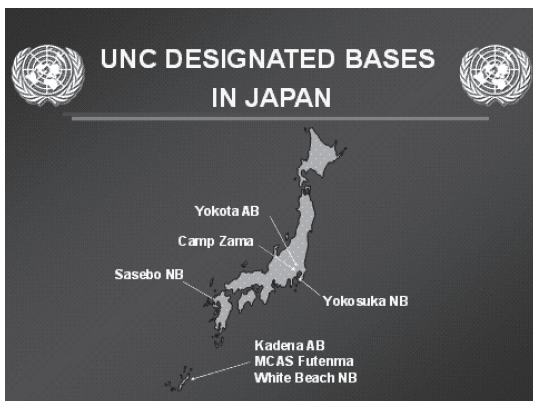 UNC DESIGNATED BASES
IN JAPAN
Yokota AB
Camp Zama
Sasebo NB
Yokosuka NB
Kadena AB
MCAS Futenma
White Beach NB